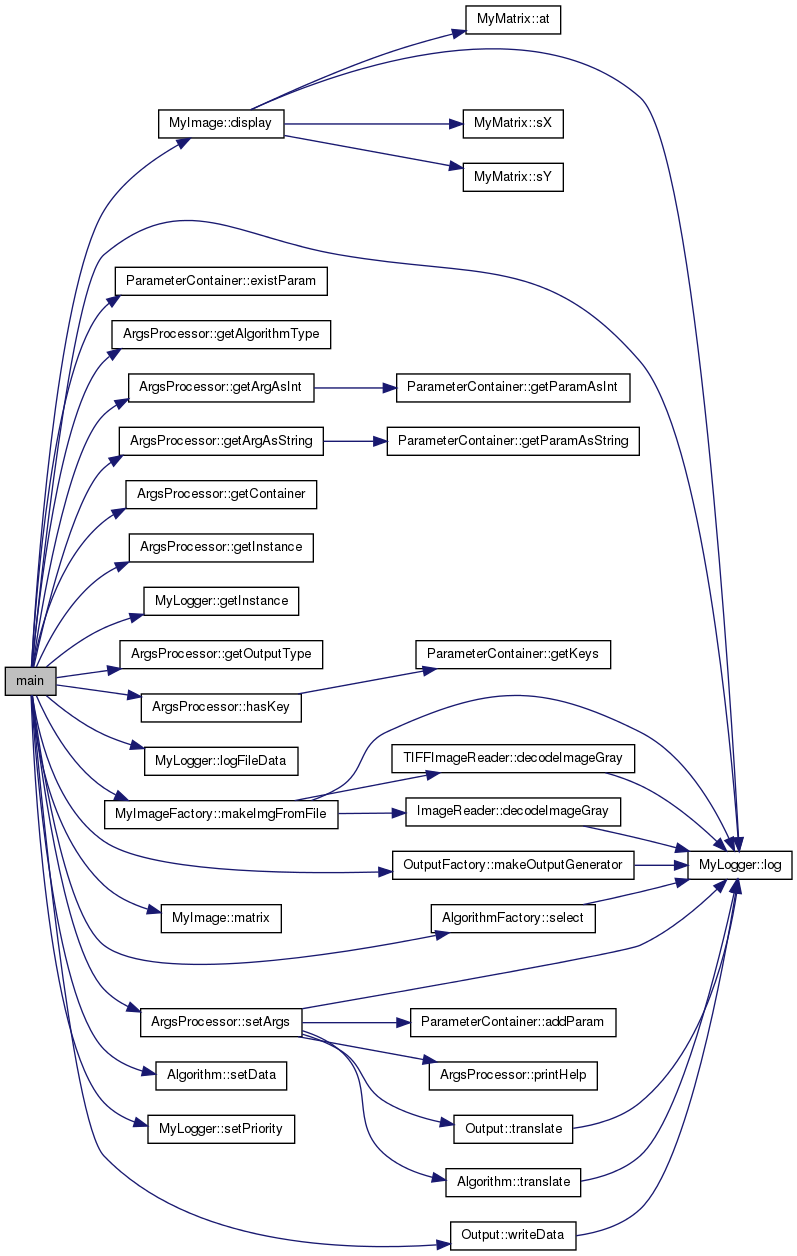 MyMatrix::at
MyImage::display
MyMatrix::sX
MyMatrix::sY
ParameterContainer::existParam
ArgsProcessor::getAlgorithmType
ArgsProcessor::getArgAsInt
ParameterContainer::getParamAsInt
ArgsProcessor::getArgAsString
ParameterContainer::getParamAsString
ArgsProcessor::getContainer
ArgsProcessor::getInstance
MyLogger::getInstance
ArgsProcessor::getOutputType
ParameterContainer::getKeys
main
ArgsProcessor::hasKey
MyLogger::logFileData
TIFFImageReader::decodeImageGray
MyImageFactory::makeImgFromFile
ImageReader::decodeImageGray
OutputFactory::makeOutputGenerator
MyLogger::log
MyImage::matrix
AlgorithmFactory::select
ArgsProcessor::setArgs
ParameterContainer::addParam
Algorithm::setData
ArgsProcessor::printHelp
MyLogger::setPriority
Output::translate
Algorithm::translate
Output::writeData